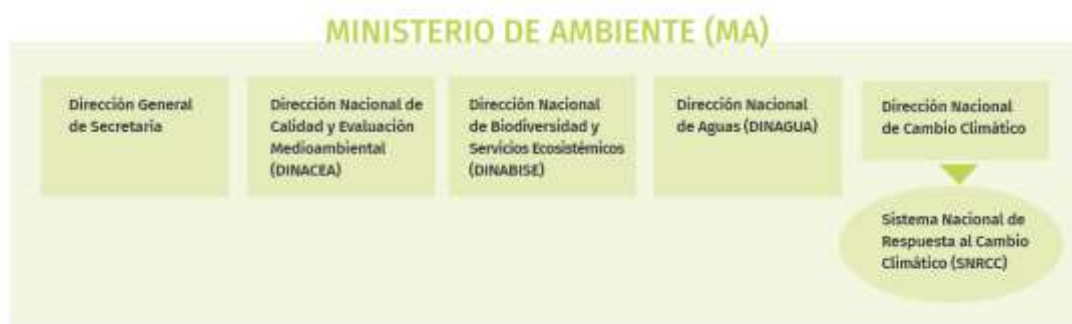 MINISTERIO DE AMBIENTE (MA)
Dirección General
de Secretaría
Dirección Nacional de
Calidad y Evaluación
Medioambiental
(DINACEA)
Dirección Nacional
de Biodiversidad y
Servicios Ecosistémicos
(DINABISE)
Dirección Nacional
de Aguas (DINAGUA)
Dirección Nacional
de Cambio Climático
Sistema Nacional de
Respuesta al Cambio
Climático (SNRCC)